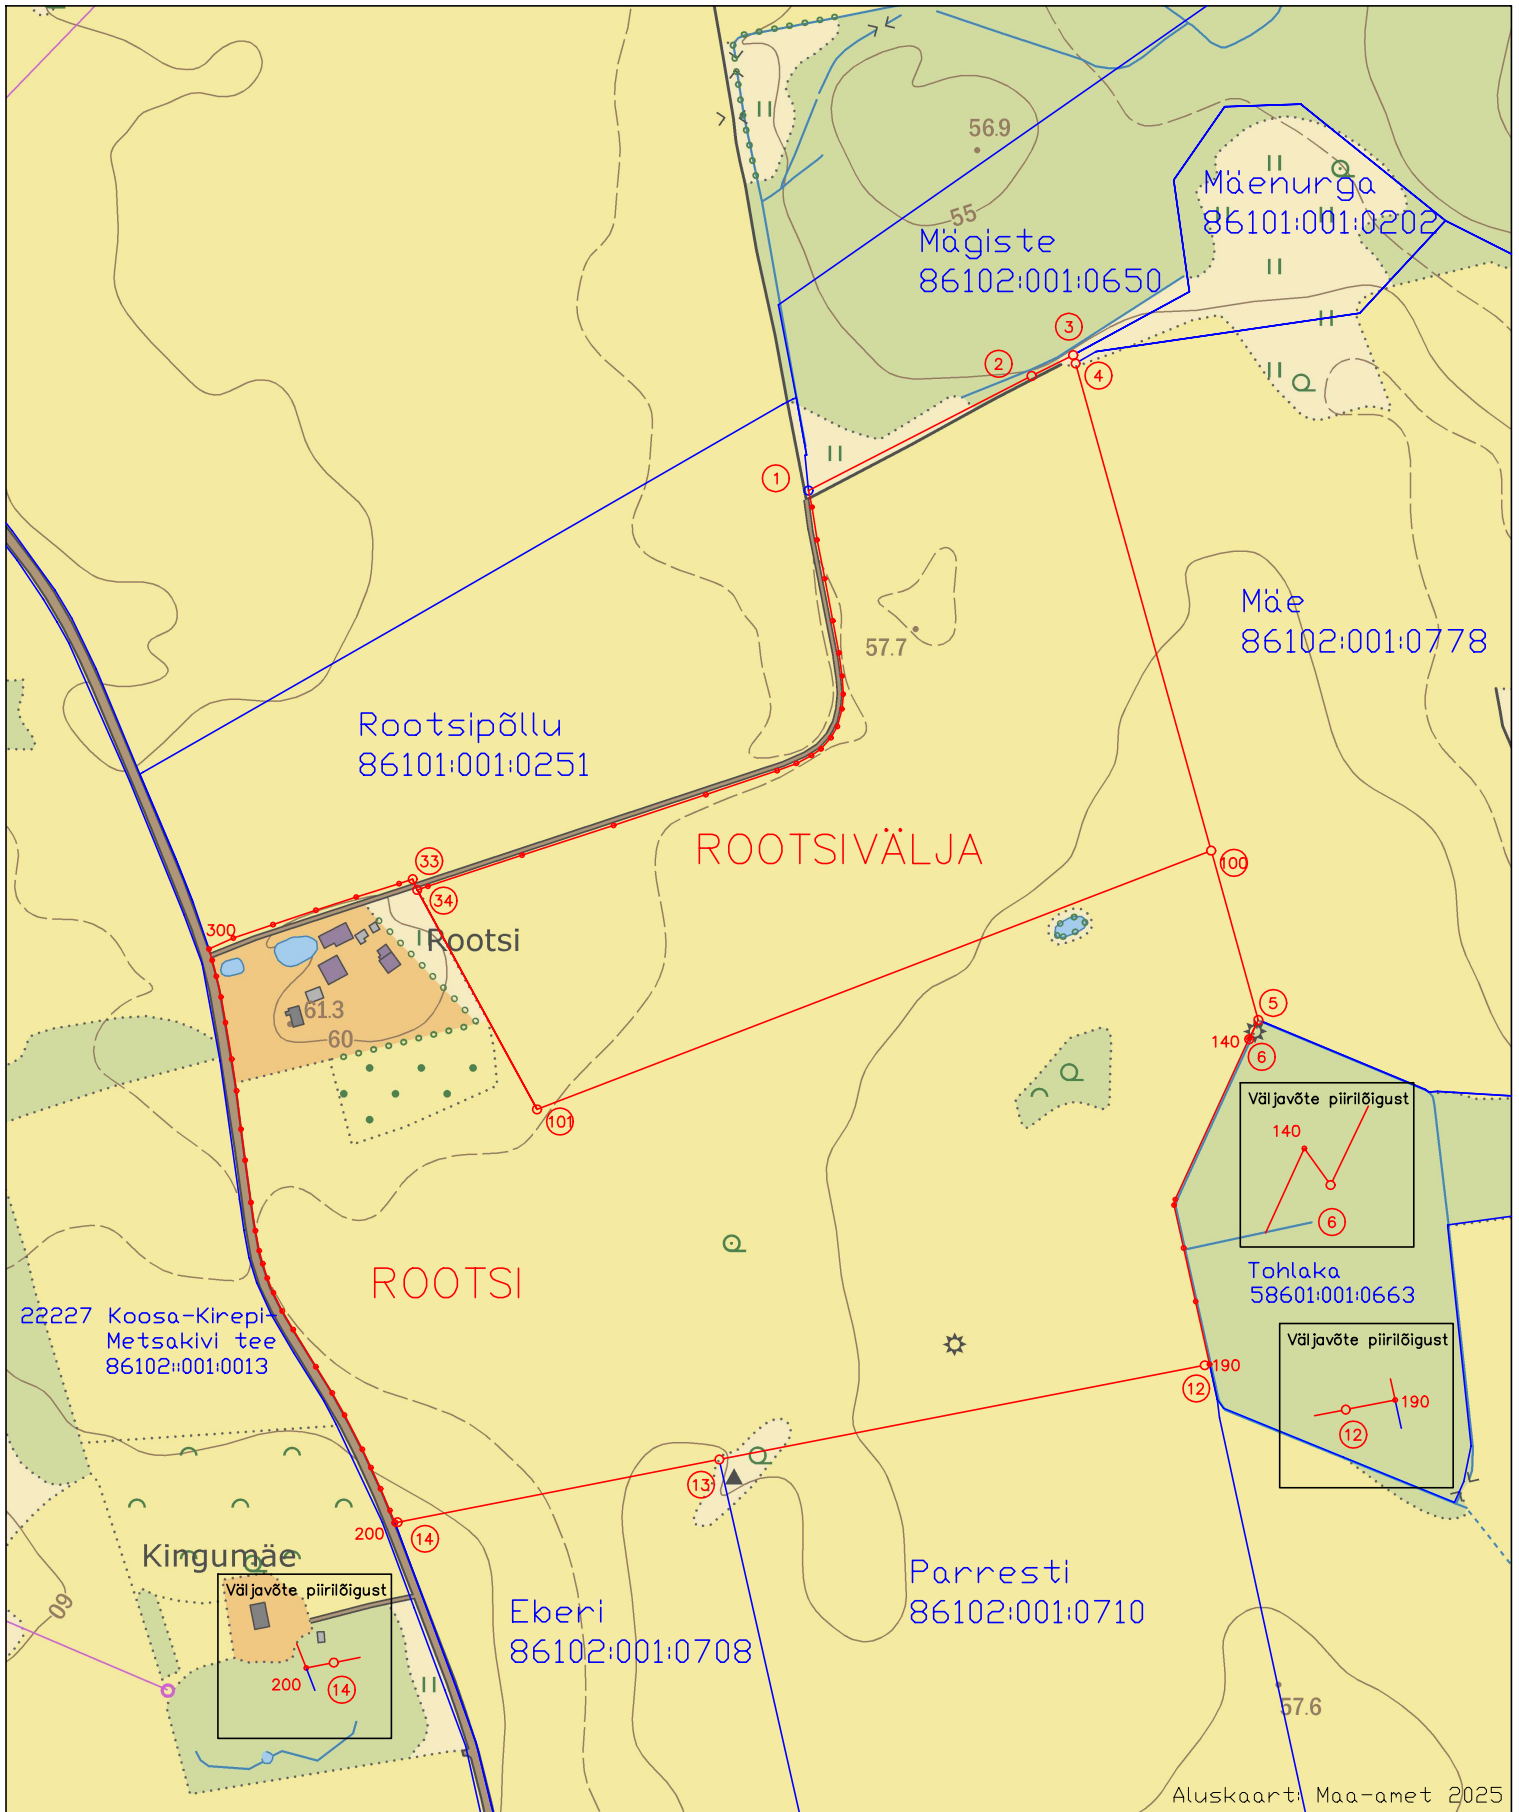 56.9
55
Mäenurga
86101:001:0202
Mägiste
86102:001:0650
3
2
4
1
Mäe
86102:001:0778
57.7
Rootsipõllu
86101:001:0251
ROOTSIVÄLJA
33
34
100
300
Rootsi
61.3
60
5
140
6
101
Väljavõte piirilõigust
140
6
ROOTSI
Tohlaka
58601:001:0663
22227 Koosa-Kirepi-
Metsakivi tee
86102::001:0013
Väljavõte piirilõigust
190
12
190
12
13
200
14
Kingumäe
60
Väljavõte piirilõigust
200
14
Eberi
86102:001:0708
Parresti
86102:001:0710
57.6
Aluskaart: Maa-amet 2025